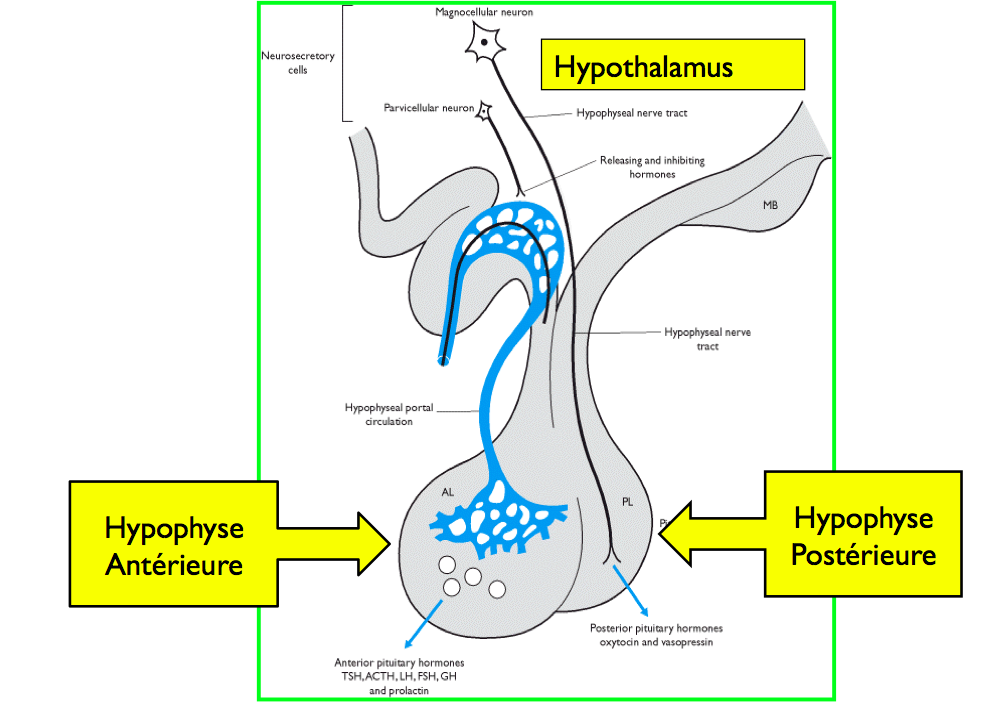 Magnocellular neuron
Neurosecretory
cells
Hypothalamus
Parvicellular neuron
Hypophyseal nerve tract
Releasing and inhibiting
hormones
MB
Hypophyseal nerve
tract
Hypophyseal portal
circulation
AL
PL
Hypophyse
Antérieure
Hypophyse
Postérieure
Posterior pituitary hormones
oxytocin and vasopressin
Anterior pituitary hormones
TSH, ACTH, LH, FSH, GH
and prolactin